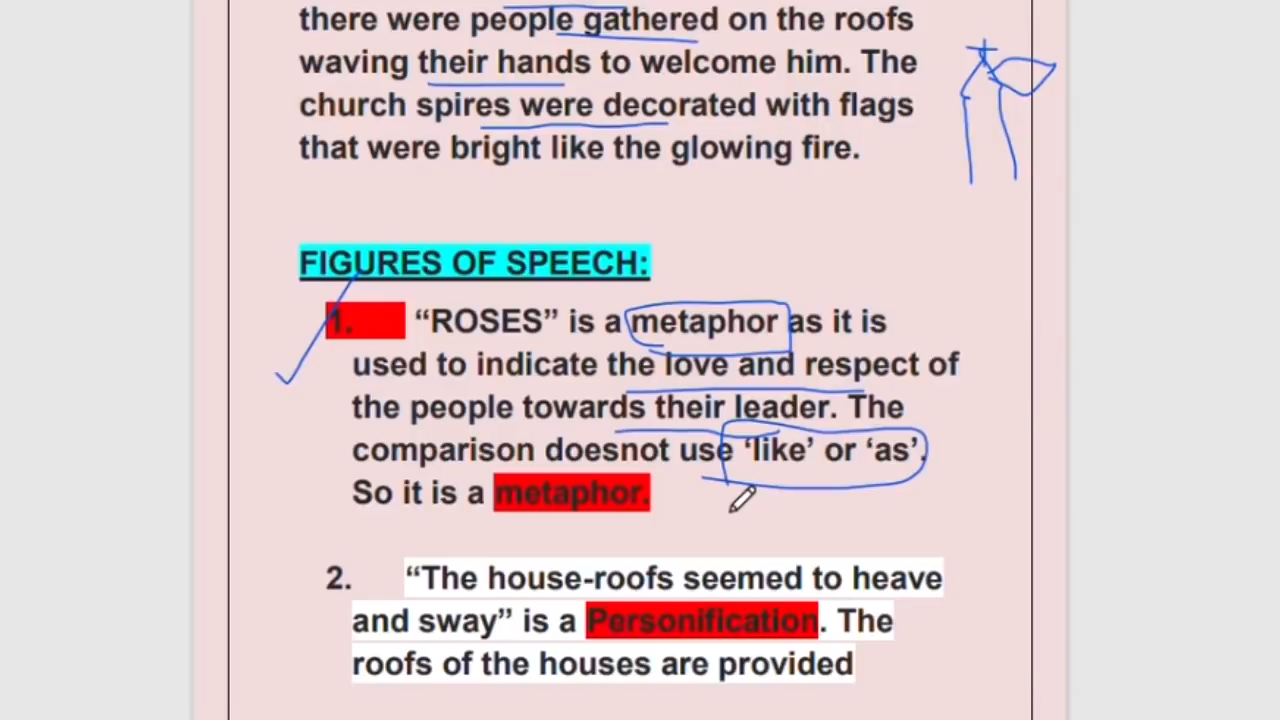 there were people gathered on the roofs
waving their hands to welcome him. The
church spires were decorated with flags
that were bright like the glowing fire.
FIGURES OF SPEECH:
1. “ROSES” is a metaphor as it is
used to indicate the love and respect of
the people towards their leader. The
comparison doesnot use ‘like’ or ‘as’.
So it is a metaphor.
2. “The house-roofs seemed to heave
and sway” is a Personification. The
roofs of the houses are provided